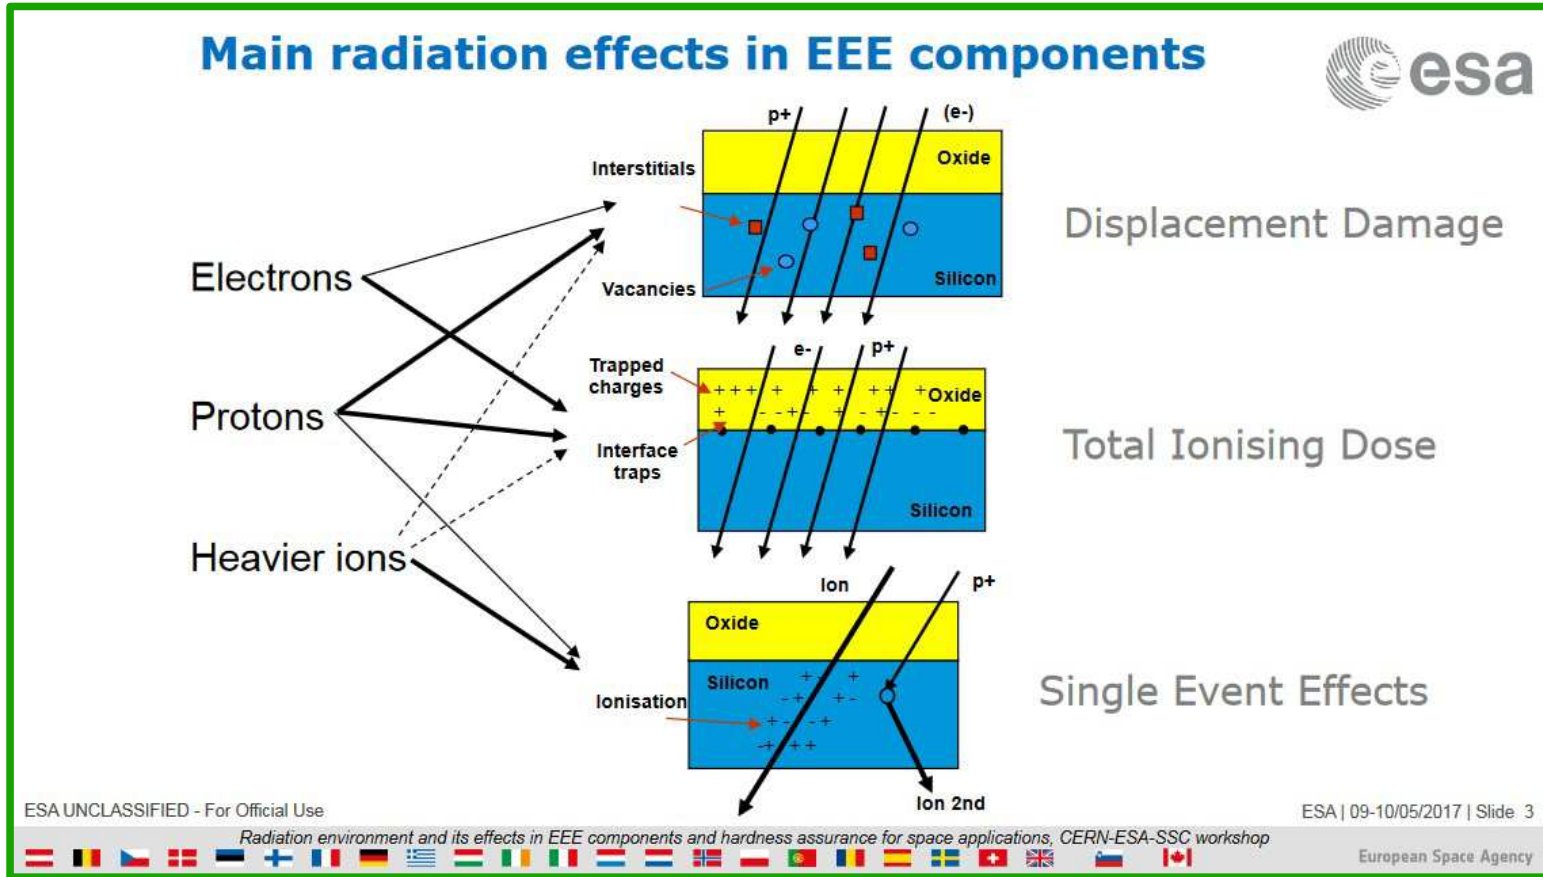 Main radiation effects in EEE components
esa
p+
(e-)
Oxide
Interstitials
Vacancies
Silicon
Displacement Damage
Electrons
Protons
Heavier ions
e-
p+
Trapped
charges
+ + + + + + + + +
Oxide
+ - - + - + - + - - -
Interface
traps
Silicon
Total Ionising Dose
Ion
p+
Oxide
Silicon
+ - +
- + + -
Ionisation
+ - - +
- + + +
Ion 2nd
Single Event Effects
ESA UNCLASSIFIED - For Official Use
ESA | 09-10/05/2017 | Slide 3
Radiation environment and its effects in EEE components and hardness assurance for space applications, CERN-ESA-SSC workshop
European Space Agency